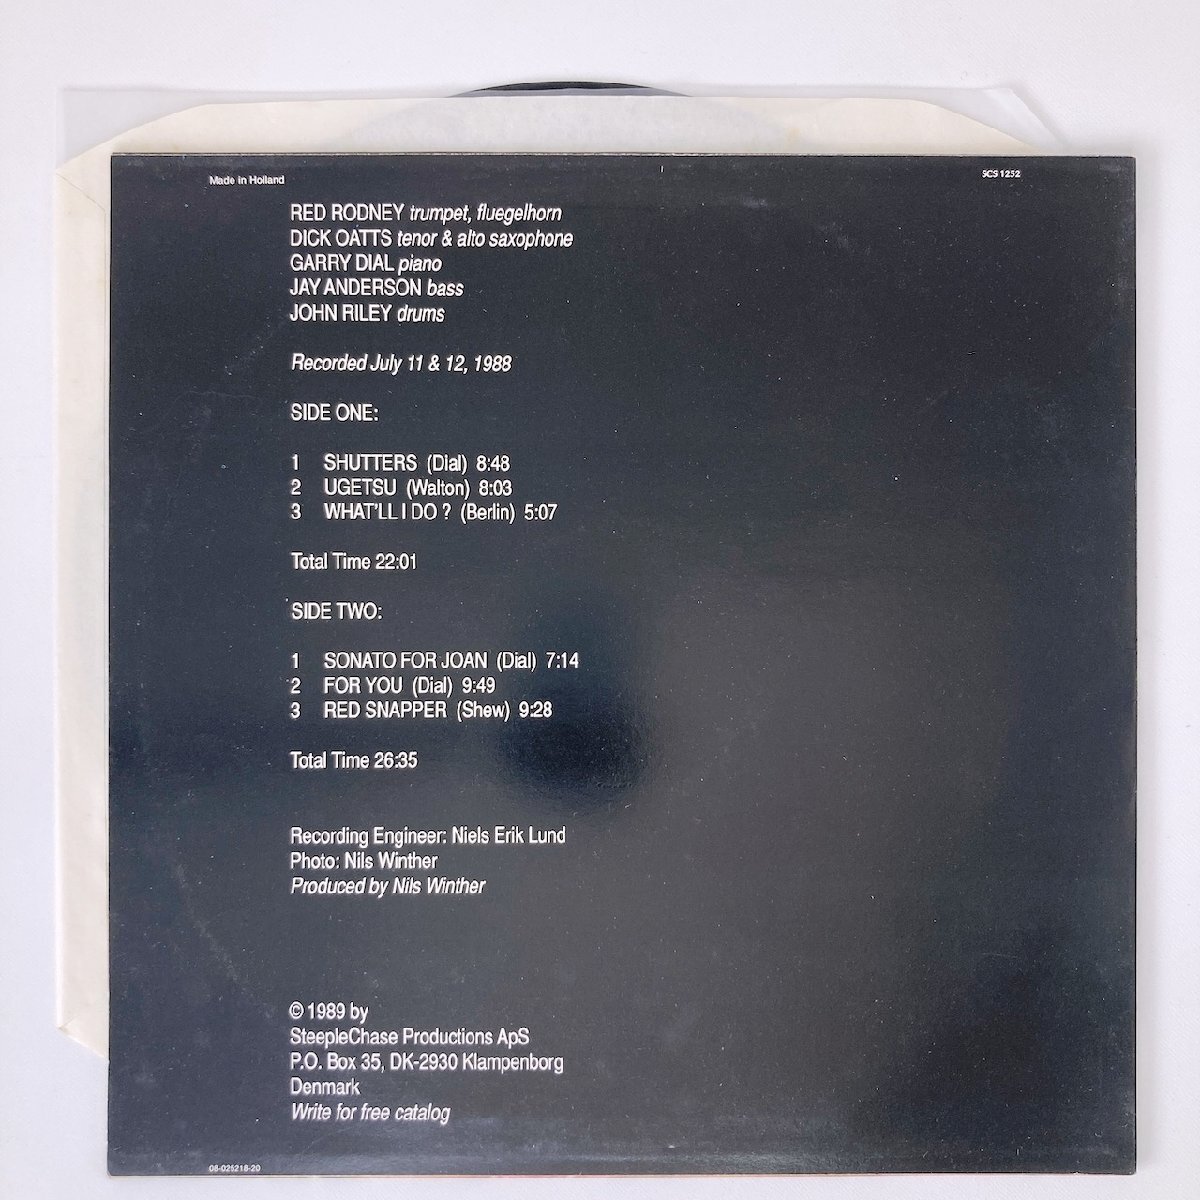 Made in Holland
SCS 1252
RED RODNEY trumpet, fluegelhorn
DICK OATTS tenor & alto saxophone
GARRY DIAL piano
JAY ANDERSON bass
JOHN RILEY drums
Recorded July 11 & 12, 1988
SIDE ONE:
1 SHUTTERS (Dial) 8:48
2 UGETSU (Walton) 8:03
3 WHAT'LL I DO ? (Berlin) 5:07
Total Time 22:01
SIDE TWO:
1 SONATO FOR JOAN (Dial) 7:14
2 FOR YOU (Dial) 9:49
3 RED SNAPPER (Shew) 9:28
Total Time 26:35
Recording Engineer: Niels Erik Lund
Photo: Nils Winther
Produced by Nils Winther
© 1989 by
SteepleChase Productions ApS
P.O. Box 35, DK-2930 Klampenborg
Denmark
Write for free catalog
08-025218-20